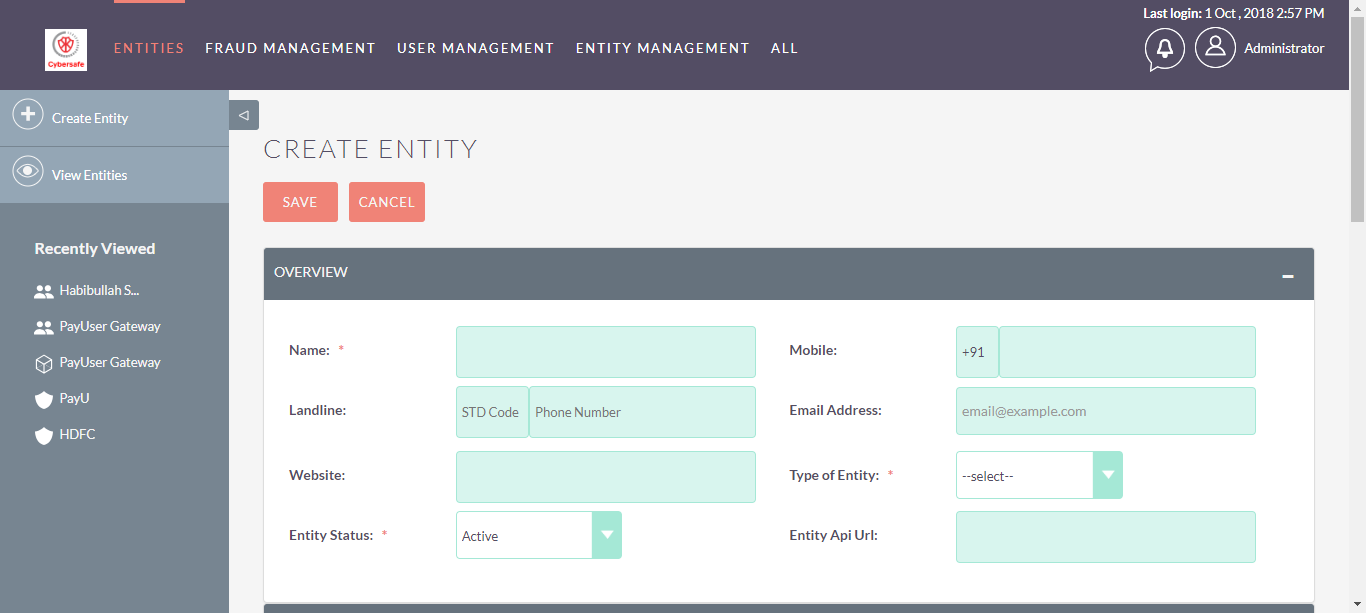 Last login: 1 Oct , 2018 2:57 PM
Cybersafe
ENTITIES FRAUD MANAGEMENT USER MANAGEMENT ENTITY MANAGEMENT ALL
Administrator
Create Entity
View Entities
Recently Viewed
Habibullah S...
PayUser Gateway
PayUser Gateway
PayU
HDFC
CREATE ENTITY
SAVE CANCEL
OVERVIEW
Name: * Mobile: +91
Landline: STD Code Phone Number Email Address: email@example.com
Website: Type of Entity: * --select--
Entity Status: * Active Entity Api Url: